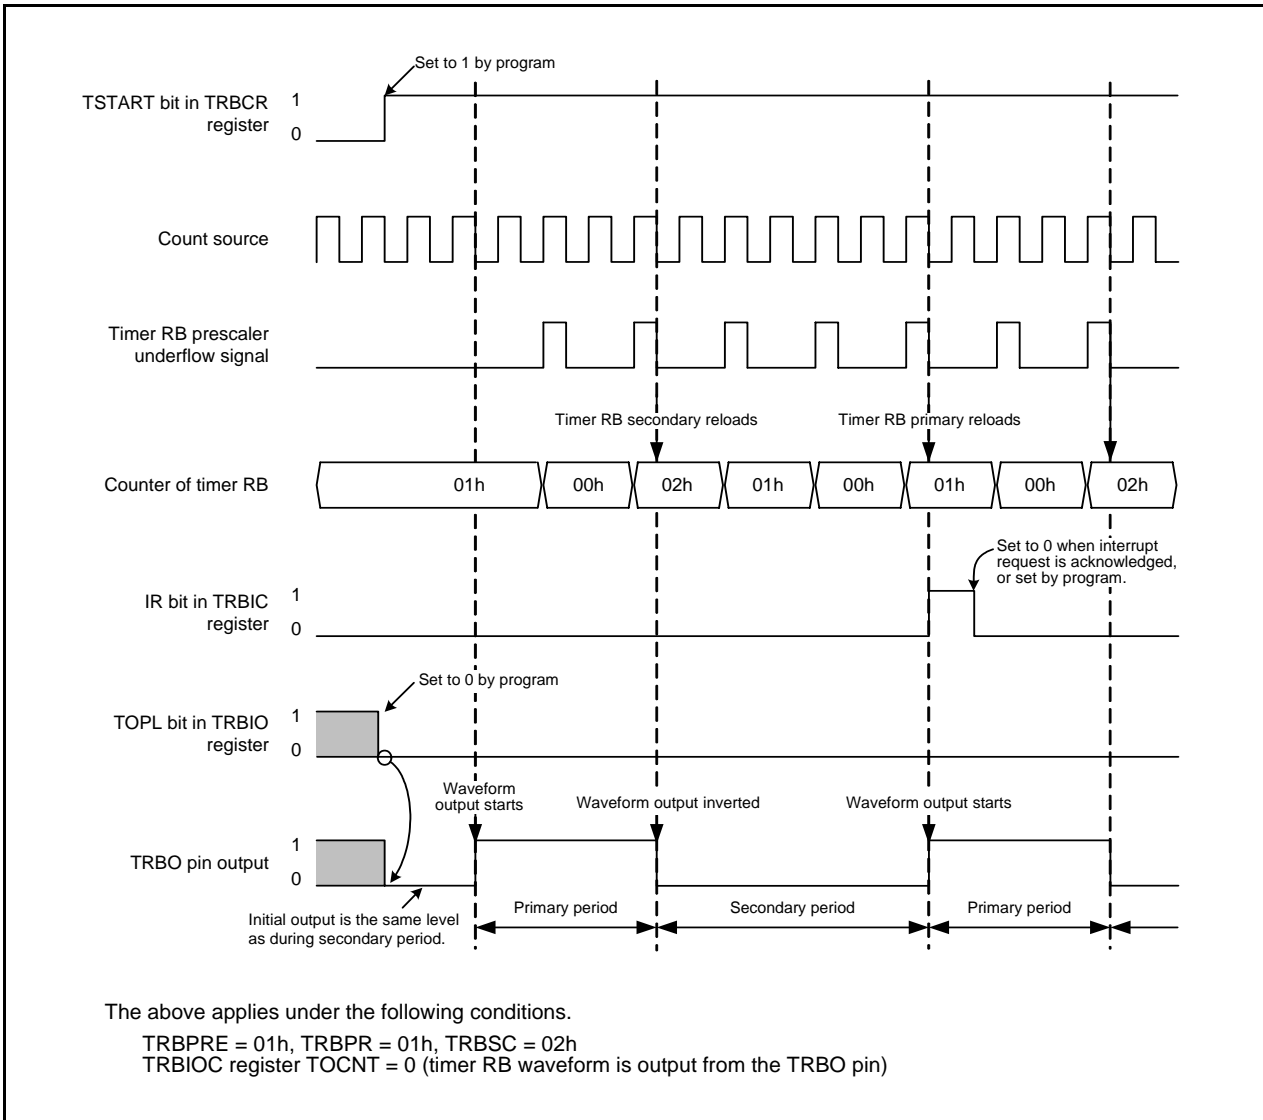 Set to 1 by program
TSTART bit in TRBCR
register
1
0
Count source
Timer RB prescaler
underflow signal
Timer RB secondary reloads
Timer RB primary reloads
Counter of timer RB
01h
00h
02h
01h
00h
01h
00h
02h
Set to 0 when interrupt
request is acknowledged,
or set by program.
IR bit in TRBIC
register
1
0
Set to 0 by program
TOPL bit in TRBIO
register
1
0
Waveform
output starts
Waveform output inverted
Waveform output starts
TRBO pin output
1
0
Initial output is the same level
as during secondary period.
Primary period
Secondary period
Primary period
The above applies under the following conditions.
TRBPRE = 01h, TRBPR = 01h, TRBSC = 02h
TRBIOC register TOCNT = 0 (timer RB waveform is output from the TRBO pin)